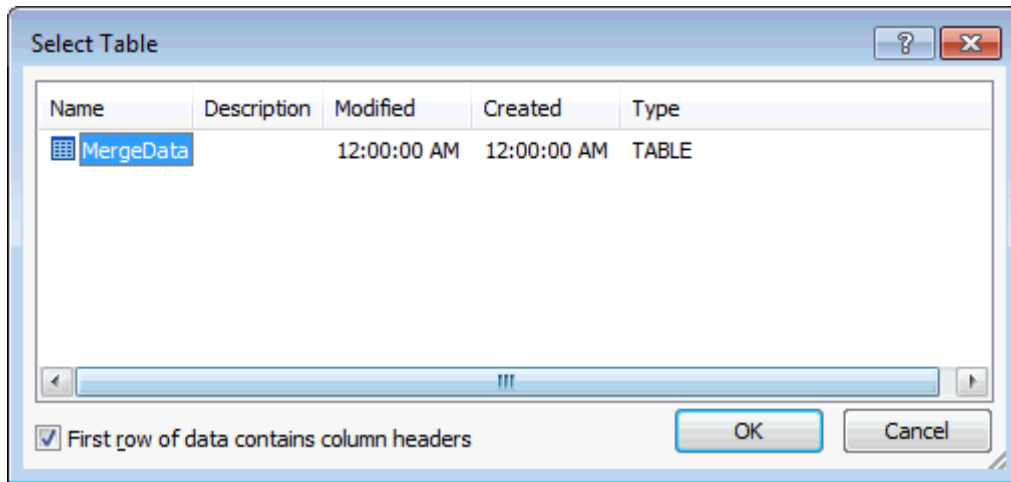 Select Table
Name Description Modified Created Type
MergeData 12:00:00 AM 12:00:00 AM TABLE
First row of data contains column headers OK Cancel